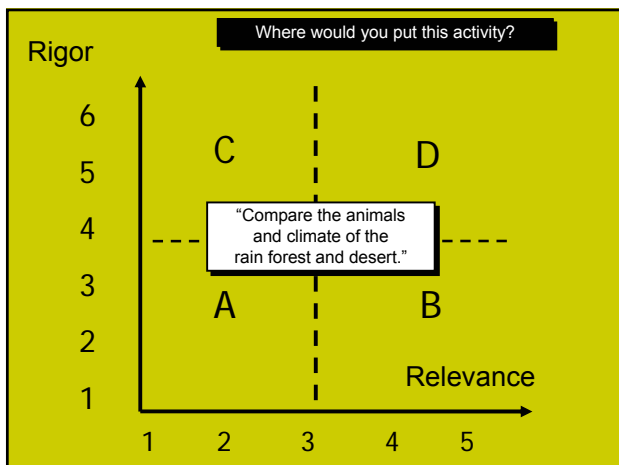 Where would you put this activity?
Rigor
6
C
D
5
“Compare the animals
and climate of the
rain forest and desert.”
4
3
A
B
2
Relevance
1
1 2 3 4 5